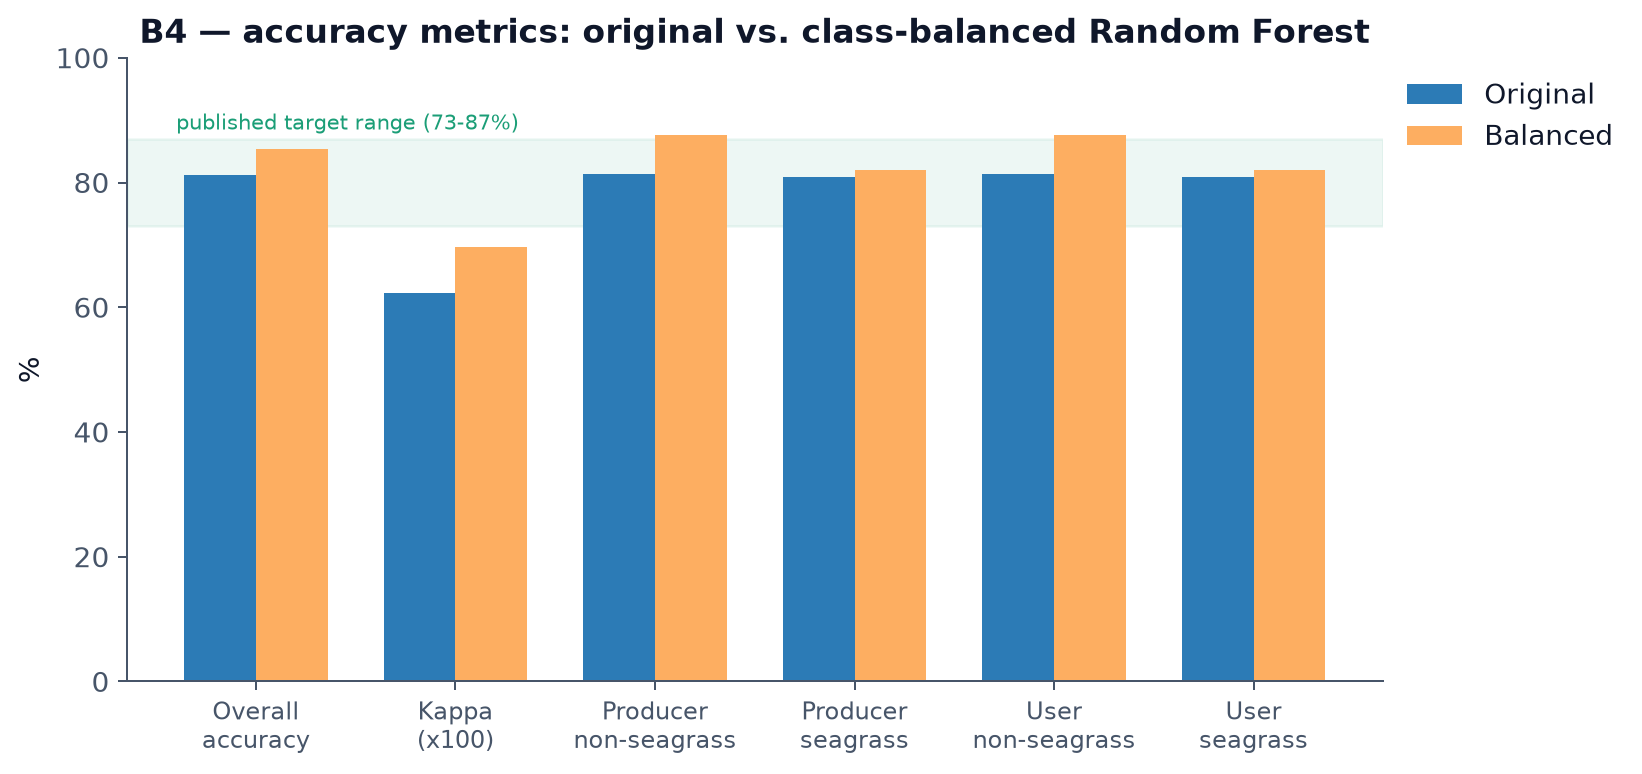 B4 — accuracy metrics: original vs. class-balanced Random Forest
100
80
60
40
20
0
%
published target range (73-87%)
Original
Balanced
Overall
accuracy
Kappa
(x100)
Producer
non-seagrass
Producer
seagrass
User
non-seagrass
User
seagrass